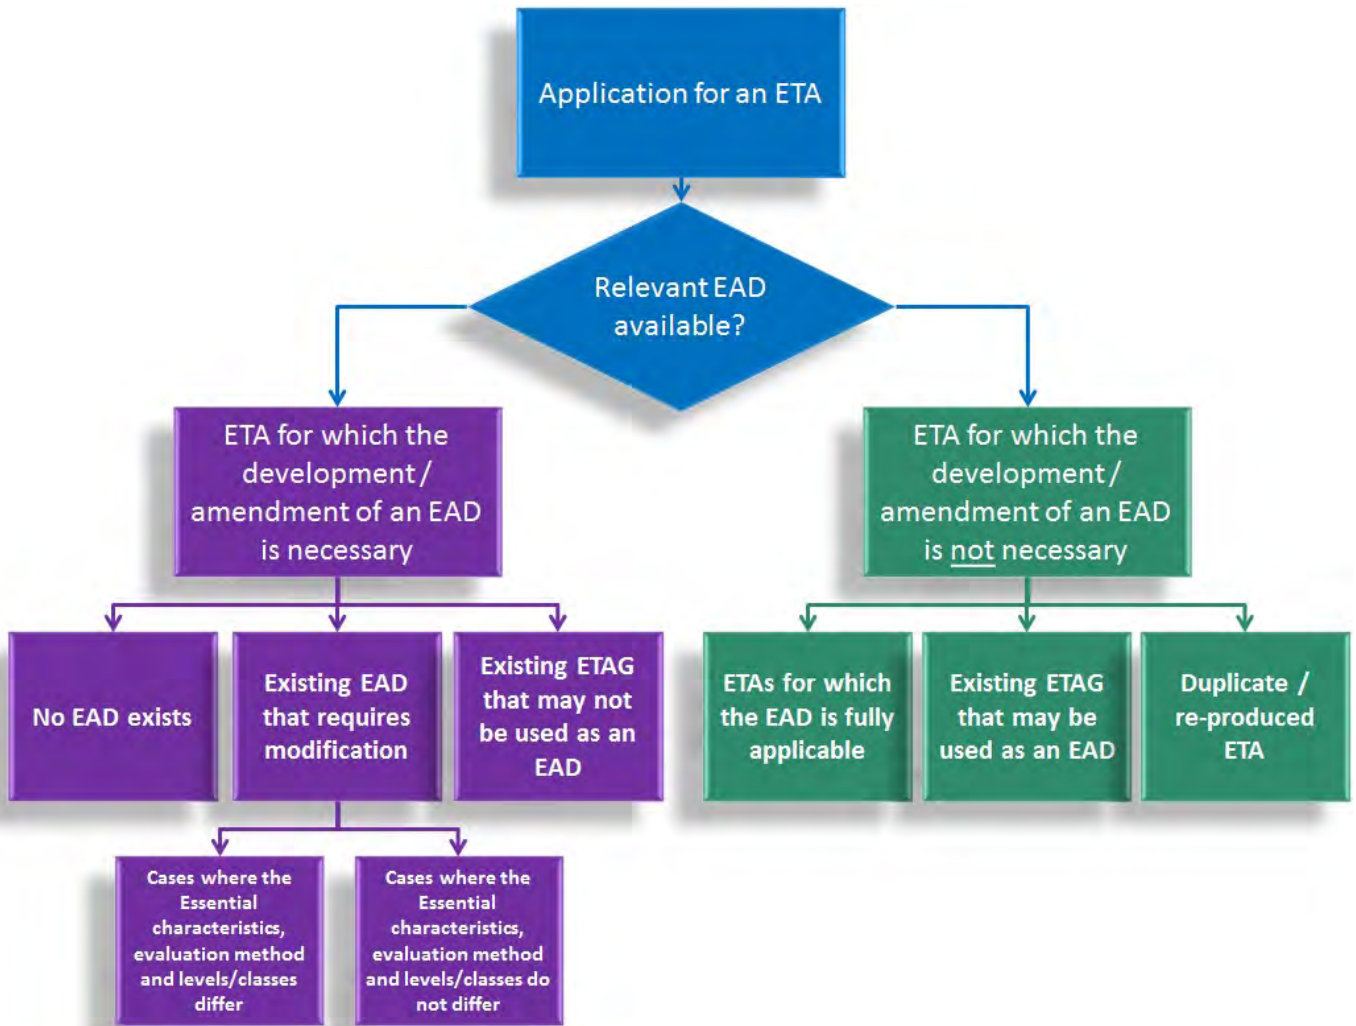 Application for an ETA
Relevant EAD
available?
ETA for which the
development /
amendment of an EAD
is necessary
ETA for which the
development /
amendment of an EAD
is not necessary
No EAD exists
Existing EAD
that requires
modification
Existing ETAG
that may not
be used as an
EAD
ETAs for which
the EAD is fully
applicable
Existing ETAG
that may be
used as an EAD
Duplicate /
re-produced
ETA
Cases where the
Essential
characteristics,
evaluation method
and levels/classes
differ
Cases where the
Essential
characteristics,
evaluation method
and levels/classes do
not differ